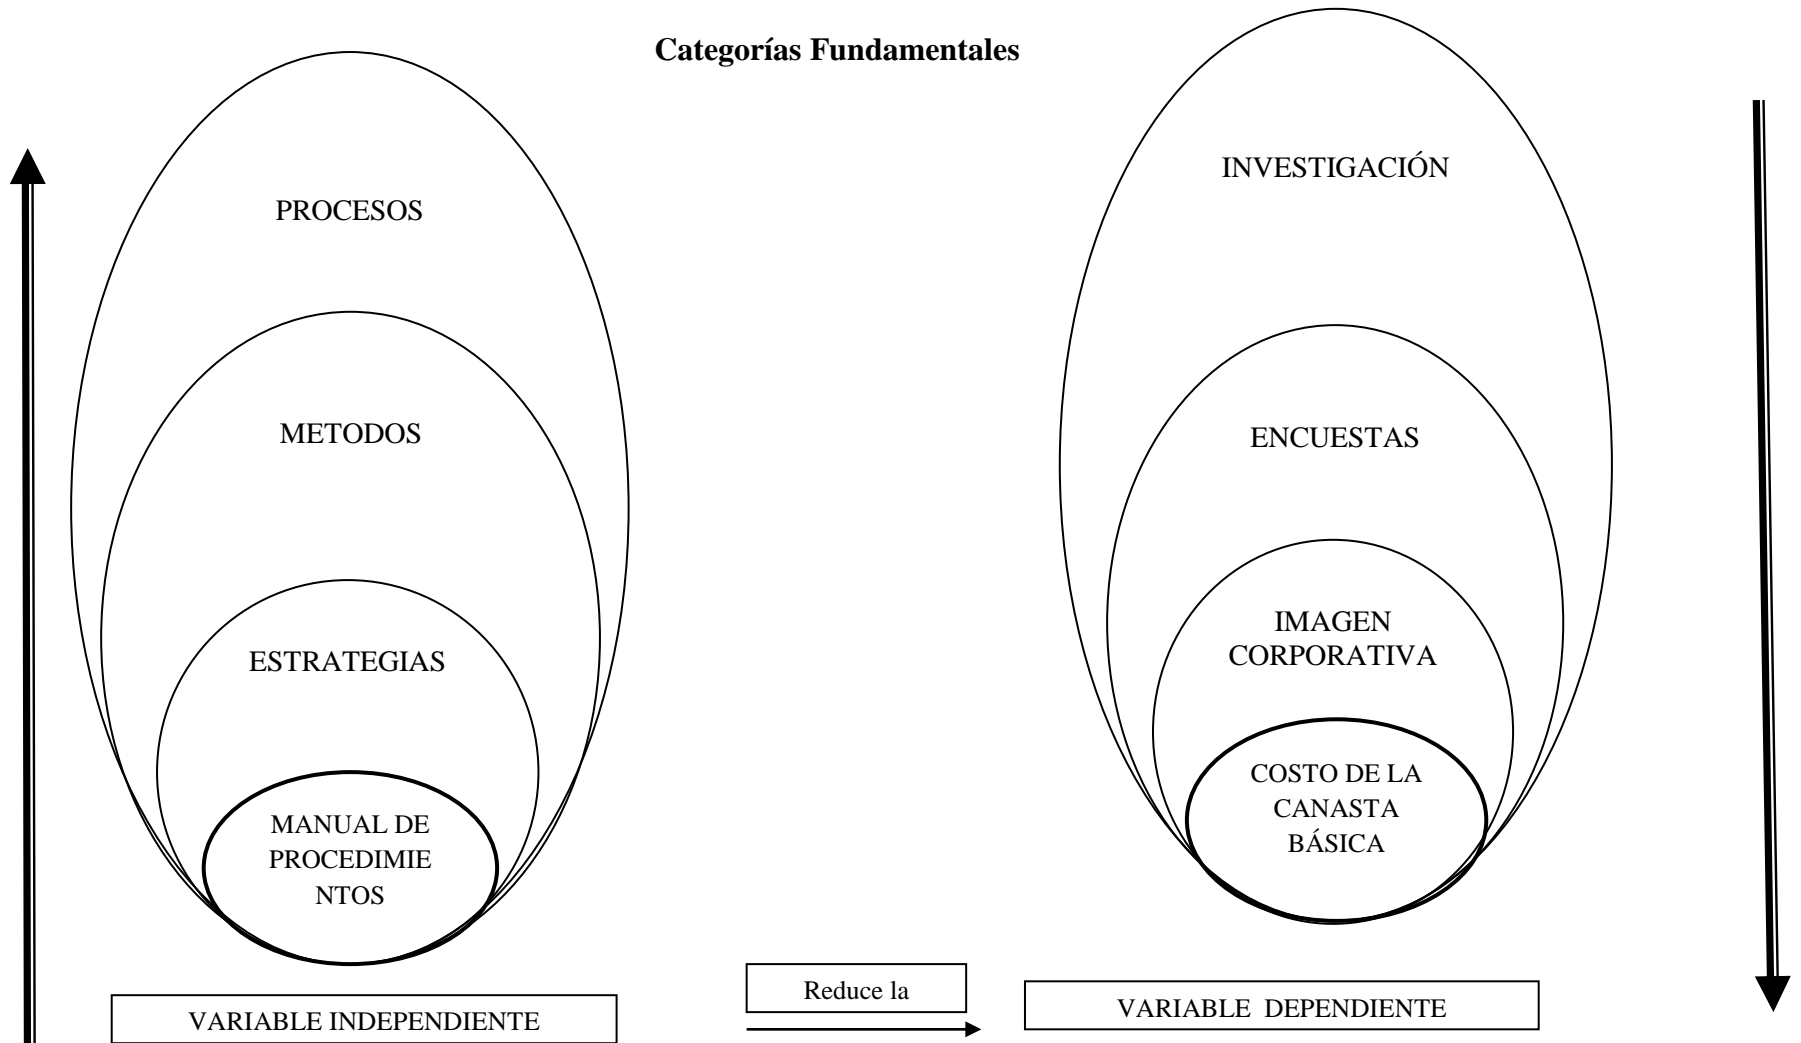 Categorías Fundamentales
PROCESOS
METODOS
ESTRATEGIAS
MANUAL DE
PROCEDIMIE
NTOS
VARIABLE INDEPENDIENTE
Reduce la
INVESTIGACIÓN
ENCUESTAS
IMAGEN
CORPORATIVA
COSTO DE LA
CANASTA
BÁSICA
VARIABLE DEPENDIENTE